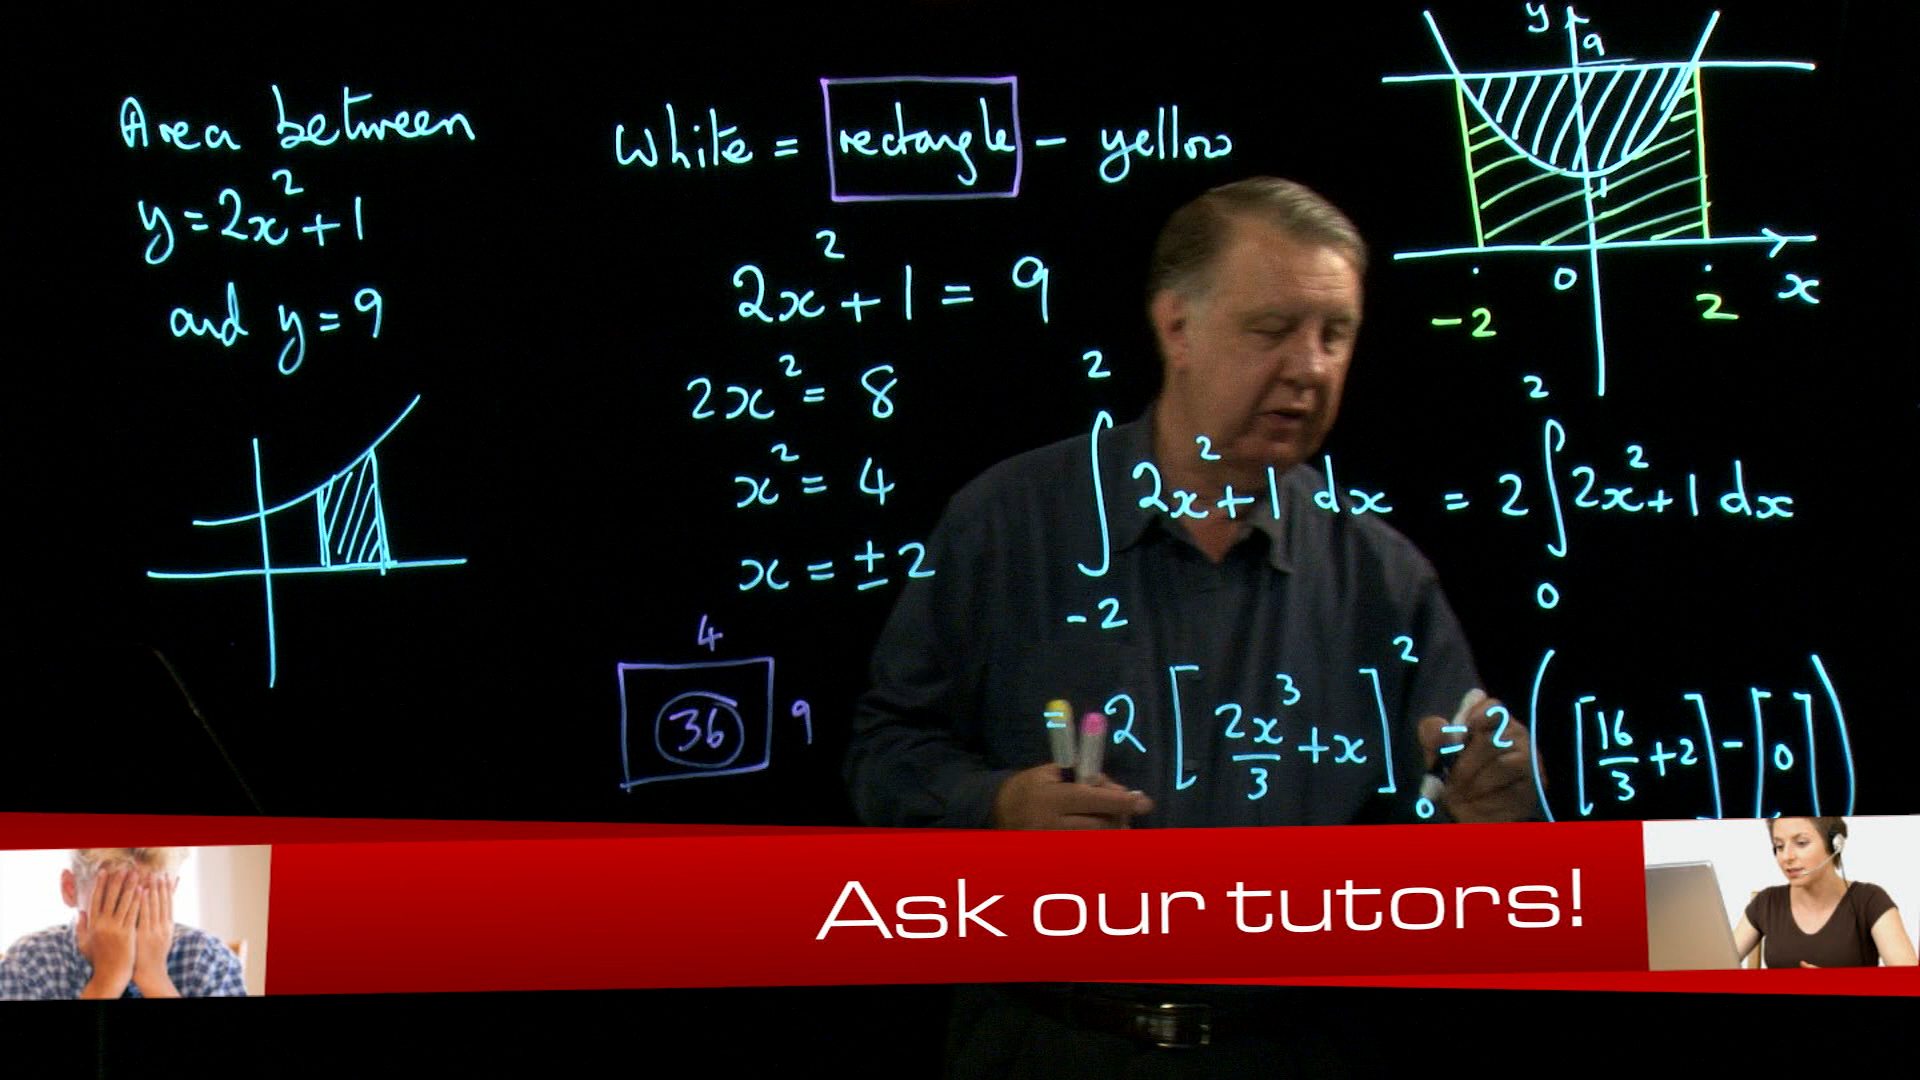 Area between
y = 2x² + 1
and y = 9
White = rectangle - yellow
2x² + 1 = 9
2x² = 8
x² = 4
x = ± 2
4
36
9
y
9
1
0
x
-2
2
∫₋₂² 2x² + 1 dx = 2 ∫₀² 2x² + 1 dx
= 2 [2x³/3 + x]₀² = 2 ([16/3 + 2] - [0])
Ask our tutors!